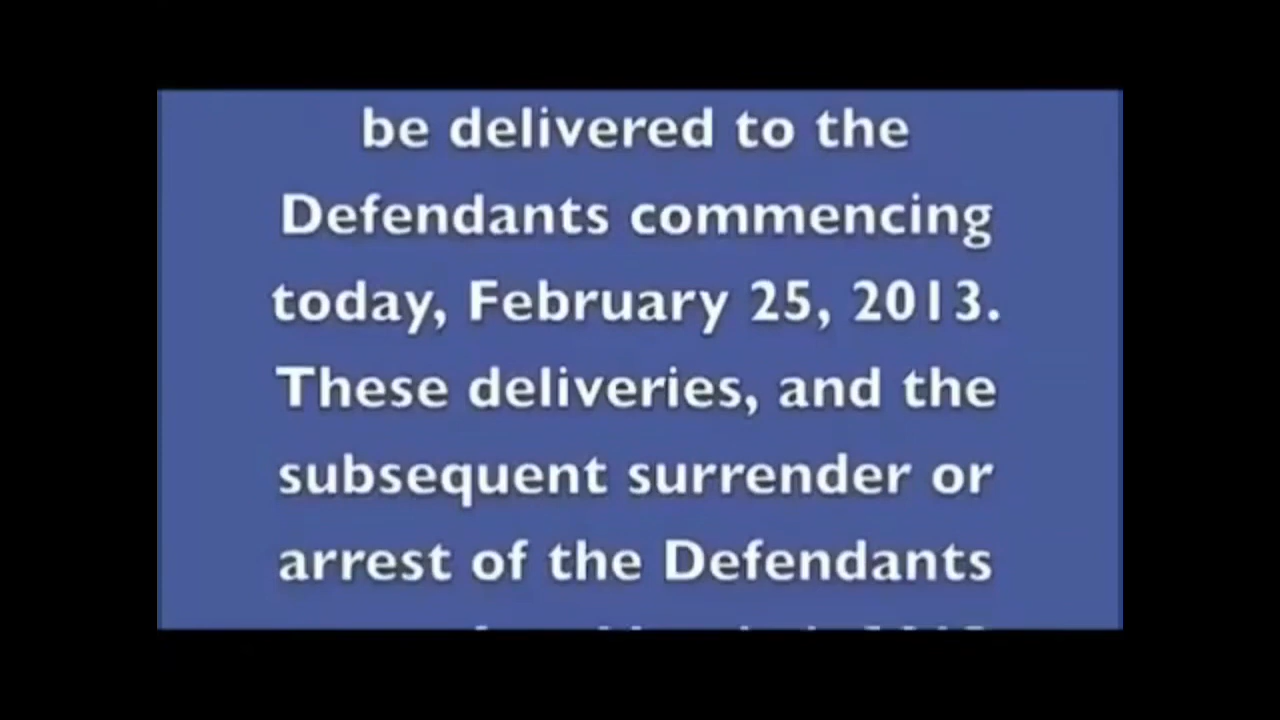 be delivered to the
Defendants commencing
today, February 25, 2013.
These deliveries, and the
subsequent surrender or
arrest of the Defendants